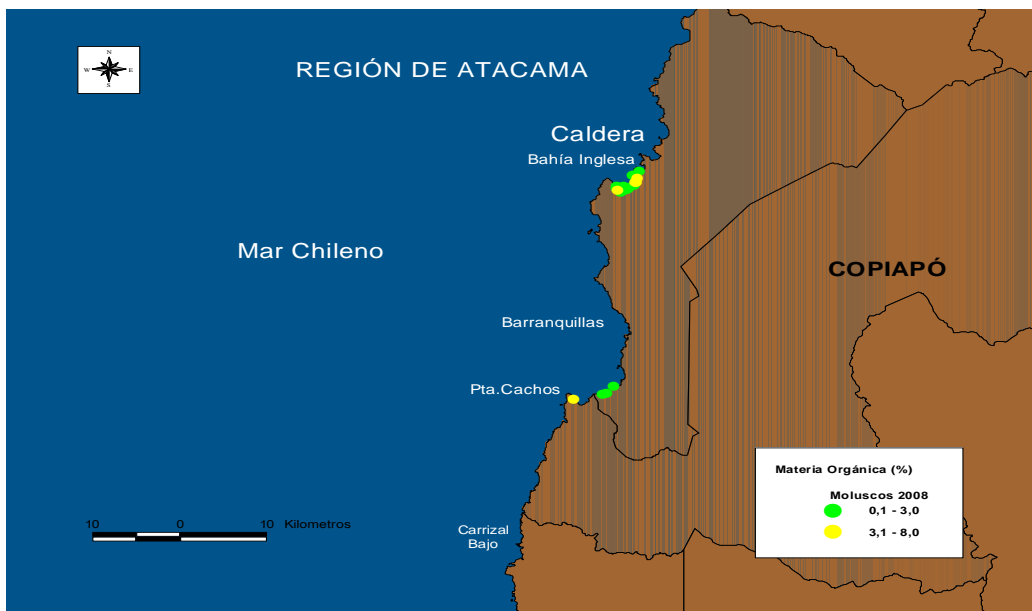 N
W E
S
REGIÓN DE ATACAMA
Caldera
Bahía Inglesa
Mar Chileno
COPIAPÓ
Barranquillas
Pta.Cachos
Materia Orgánica (%)
Moluscos 2008
0,1 - 3,0
3,1 - 8,0
10 0 10 Kilometros
Carrizal
Bajo